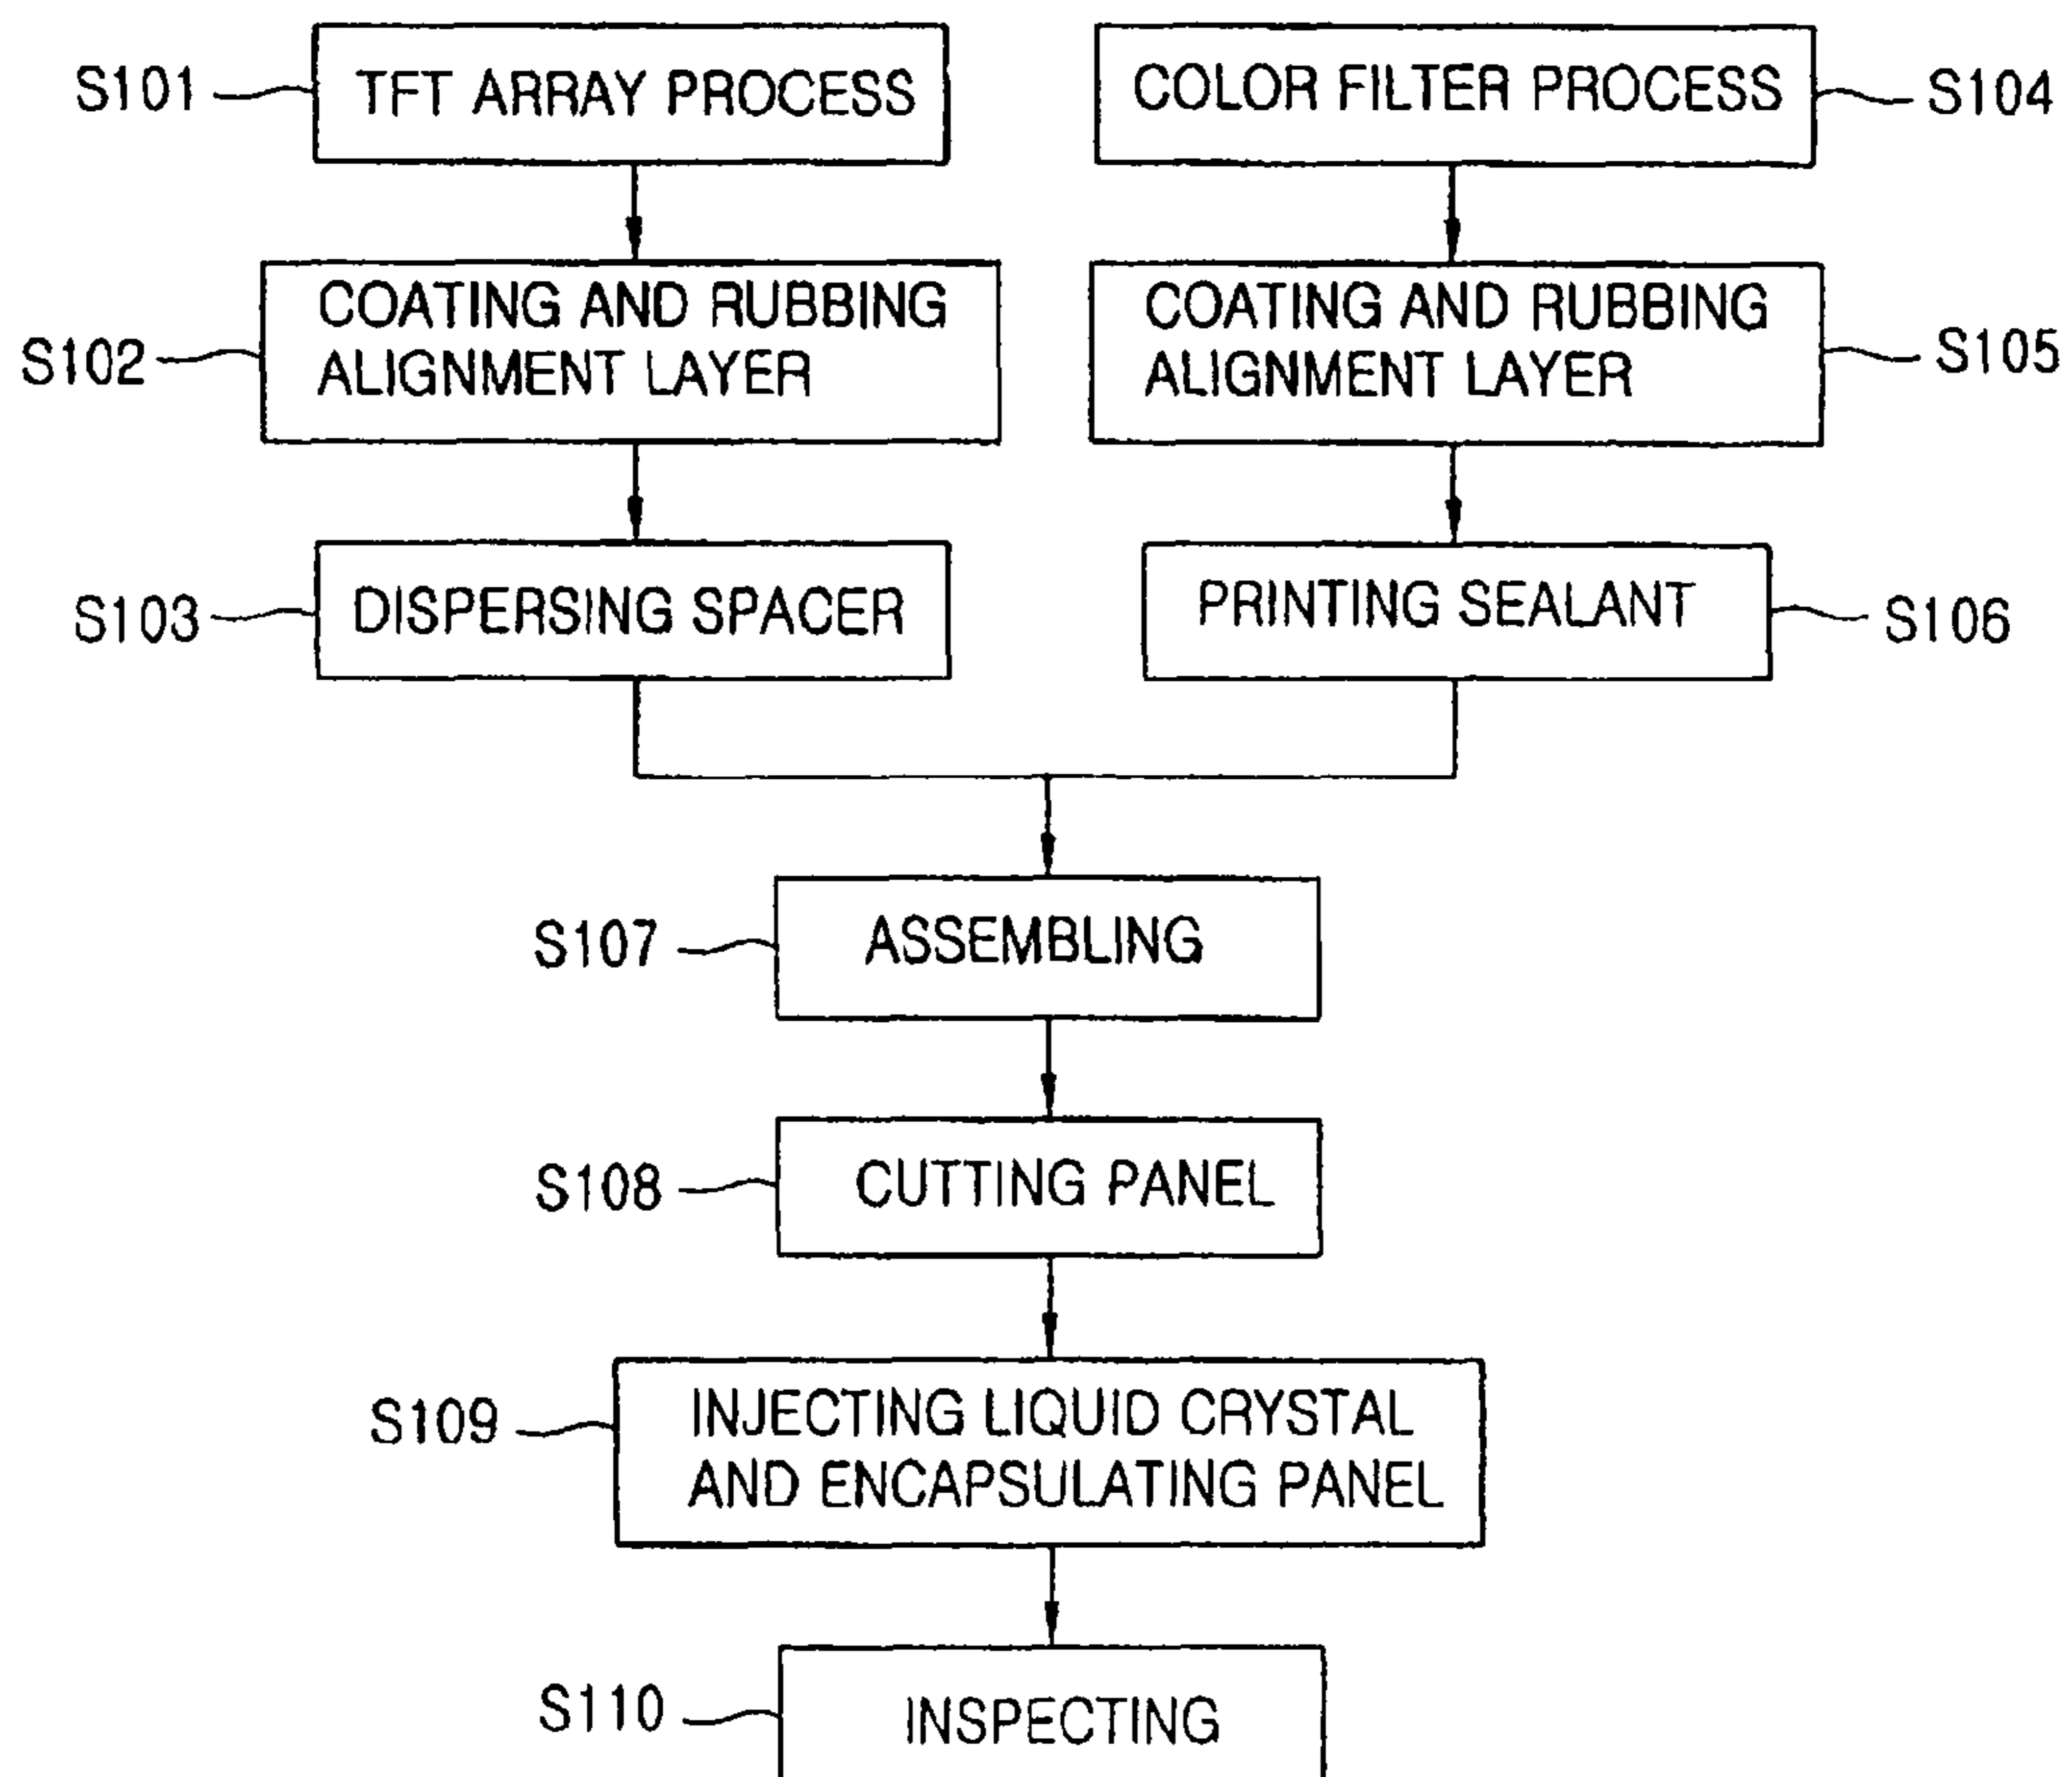 S101
TFT ARRAY PROCESS
COLOR FILTER PROCESS
S104
S102
COATING AND RUBBING
ALIGNMENT LAYER
COATING AND RUBBING
ALIGNMENT LAYER
S105
S103
DISPERSING SPACER
PRINTING SEALANT
S106
S107
ASSEMBLING
S108
CUTTING PANEL
S109
INJECTING LIQUID CRYSTAL
AND ENCAPSULATING PANEL
S110
INSPECTING